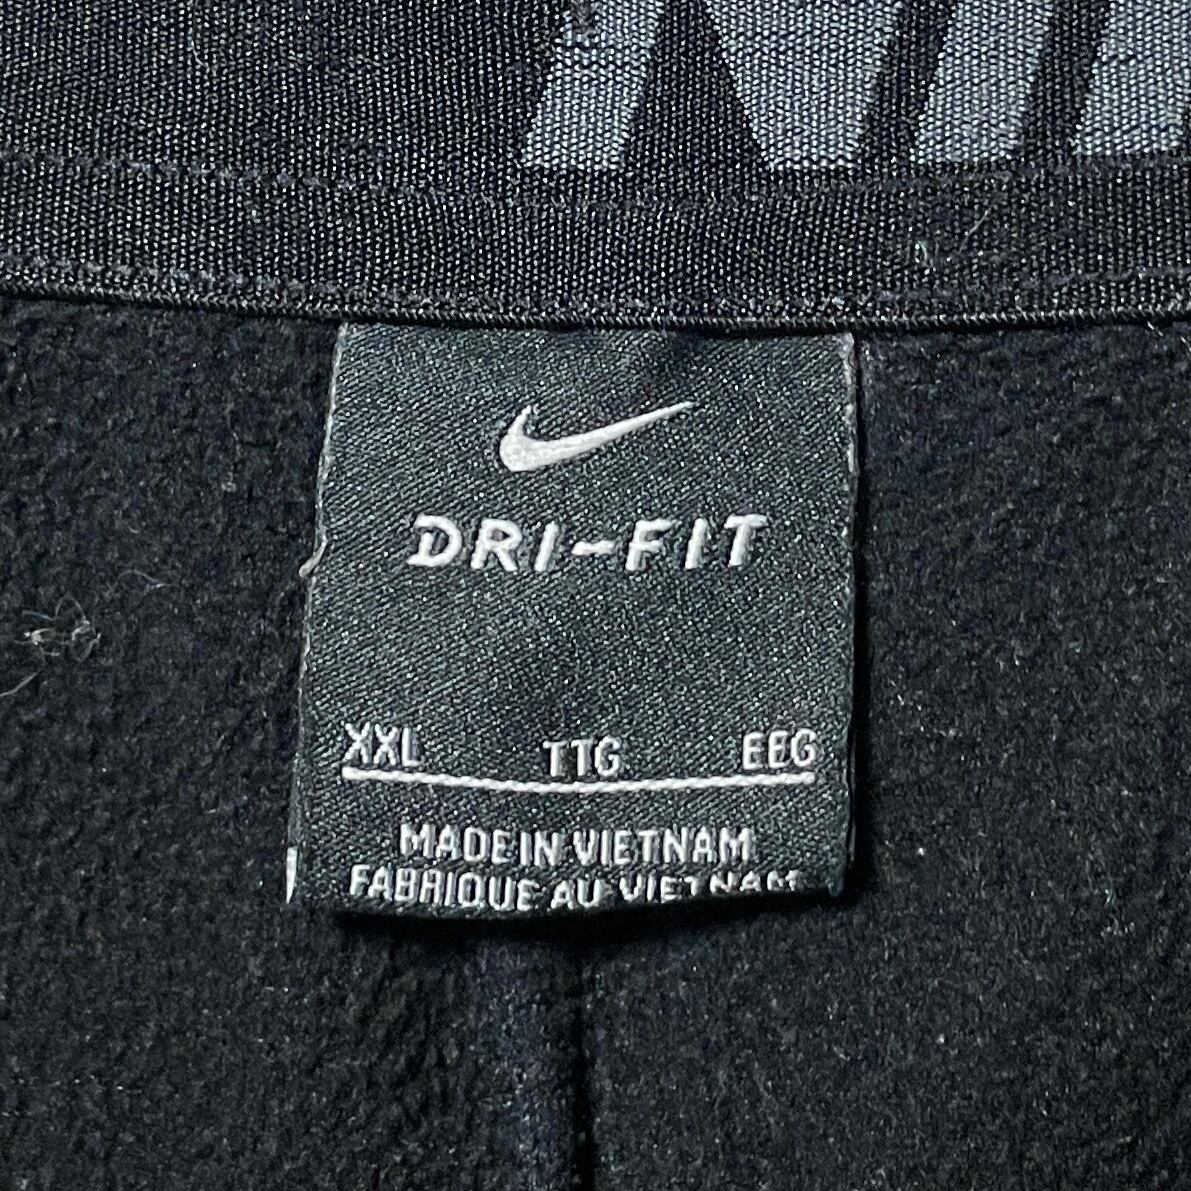 DRI-FIT
XXL TTG EEG
MADE IN VIETNAM
FABRIQUE AU VIETNAM